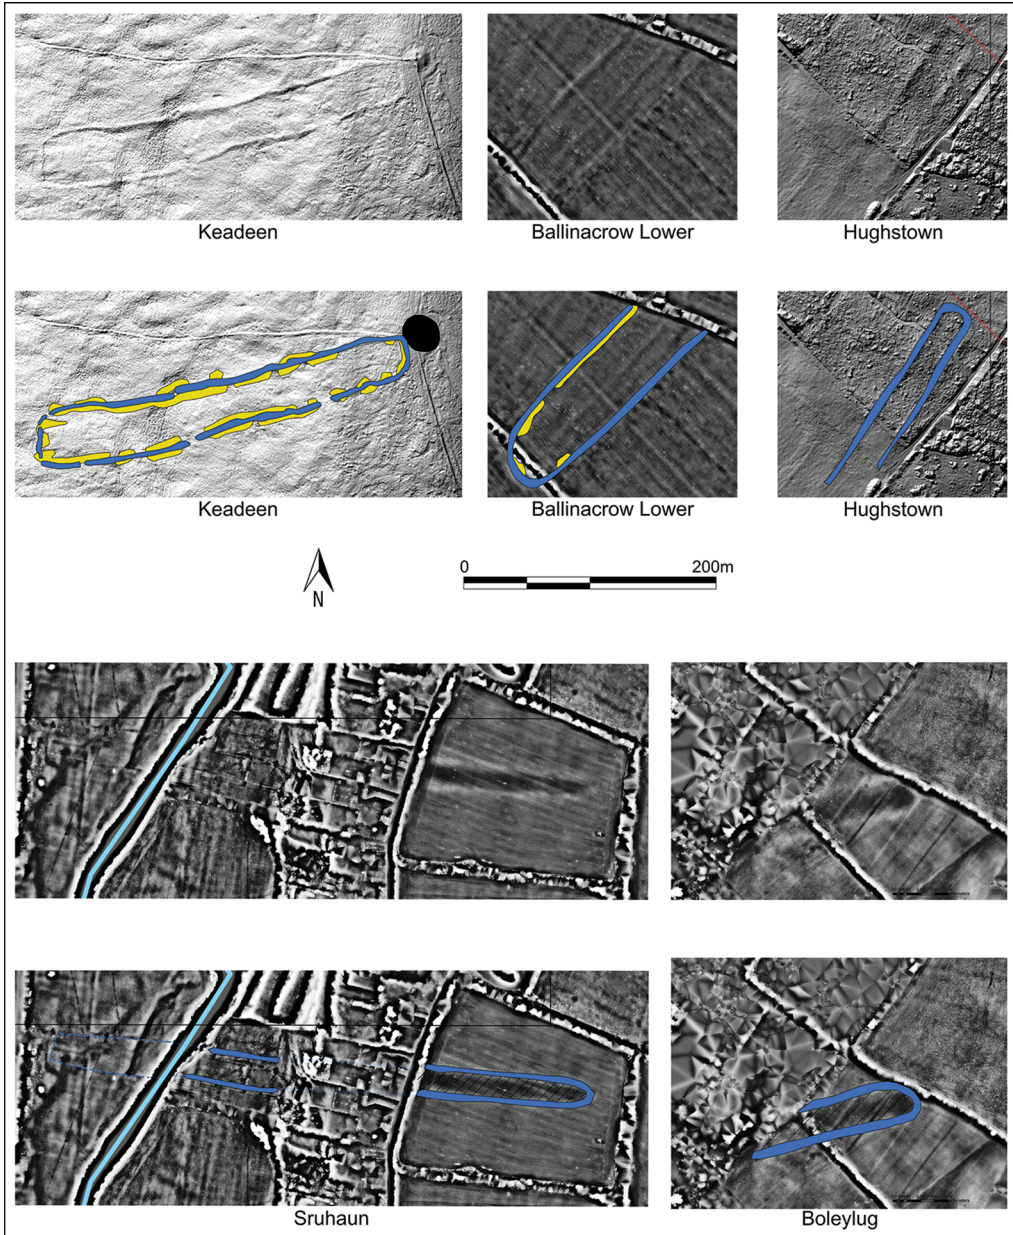 Keadeen
Ballinacrow Lower
Hughstown
Keadeen
Ballinacrow Lower
Hughstown
N
0 200m
Sruhaun
Boleylug